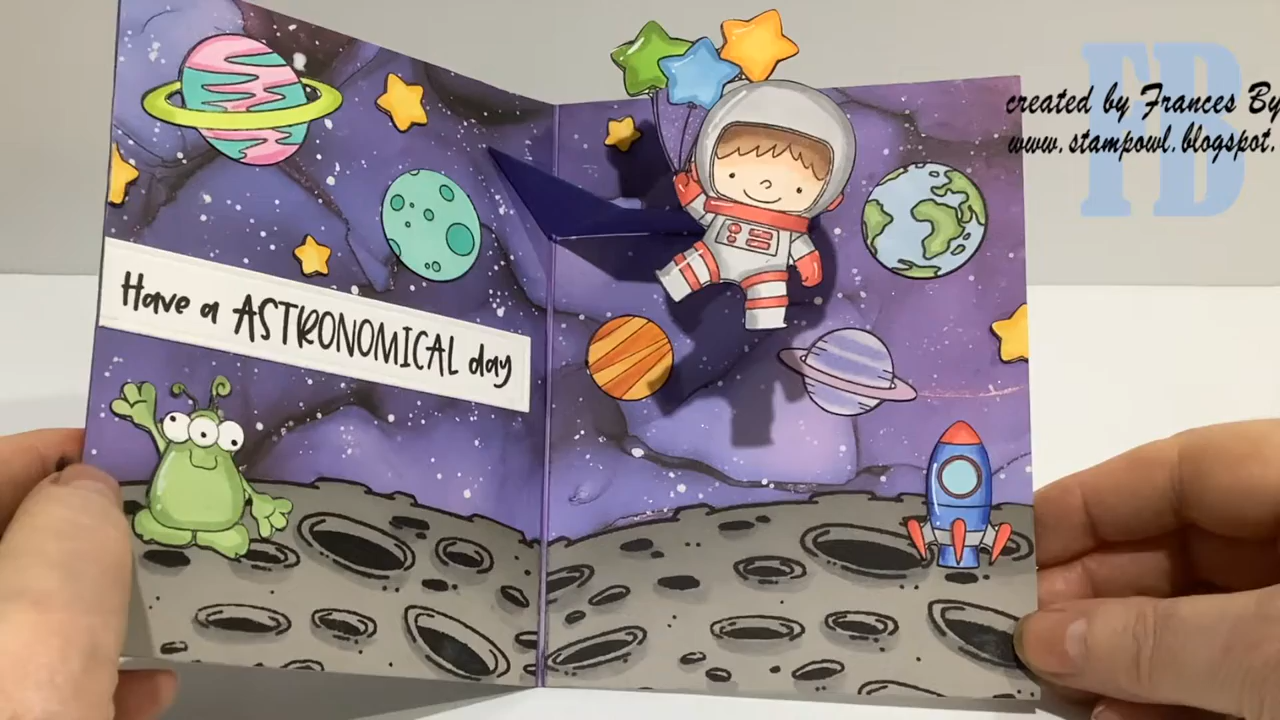 Have a ASTRONOMICAL day
FB
created by Frances By
www.stampowl.blogspot.